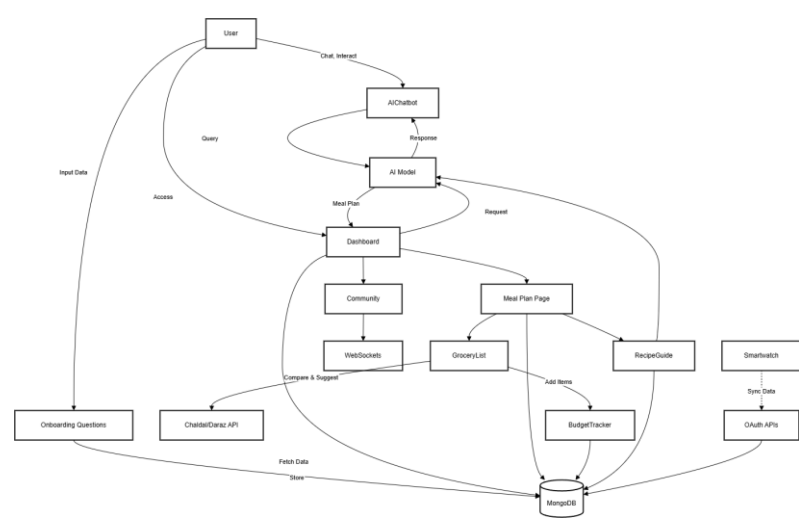 User
Chat, Interact
AIChatbot
Query
Response
AI Model
Input Data
Access
Meal Plan
Request
Dashboard
Community
Meal Plan Page
WebSockets
GroceryList
RecipeGuide
Smartwatch
Compare & Suggest
Add Items
Sync Data
Onboarding Questions
Chaldal/Daraz API
BudgetTracker
OAuth APIs
Fetch Data
Store
MongoDB